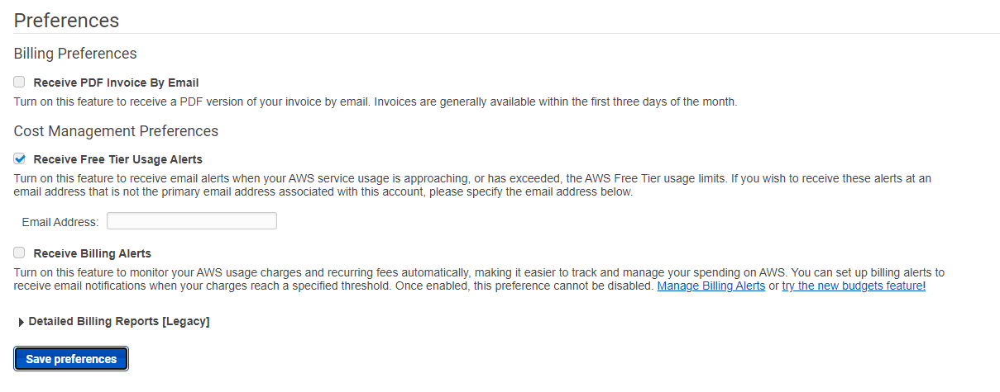 Preferences
Billing Preferences
Receive PDF Invoice By Email
Turn on this feature to receive a PDF version of your invoice by email. Invoices are generally available within the first three days of the month.
Cost Management Preferences
Receive Free Tier Usage Alerts
Turn on this feature to receive email alerts when your AWS service usage is approaching, or has exceeded, the AWS Free Tier usage limits. If you wish to receive these alerts at an
email address that is not the primary email address associated with this account, please specify the email address below.
Email Address:
Receive Billing Alerts
Turn on this feature to monitor your AWS usage charges and recurring fees automatically, making it easier to track and manage your spending on AWS. You can set up billing alerts to
receive email notifications when your charges reach a specified threshold. Once enabled, this preference cannot be disabled. Manage Billing Alerts or try the new budgets feature!
Detailed Billing Reports [Legacy]
Save preferences